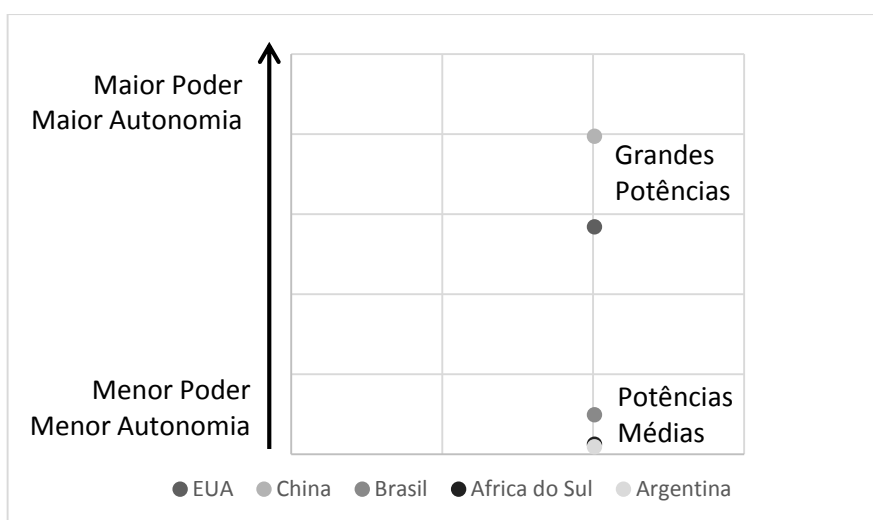 Maior Poder
Maior Autonomia
Grandes
Potências
Menor Poder
Menor Autonomia
Potências
Médias
EUA China Brasil Africa do Sul Argentina